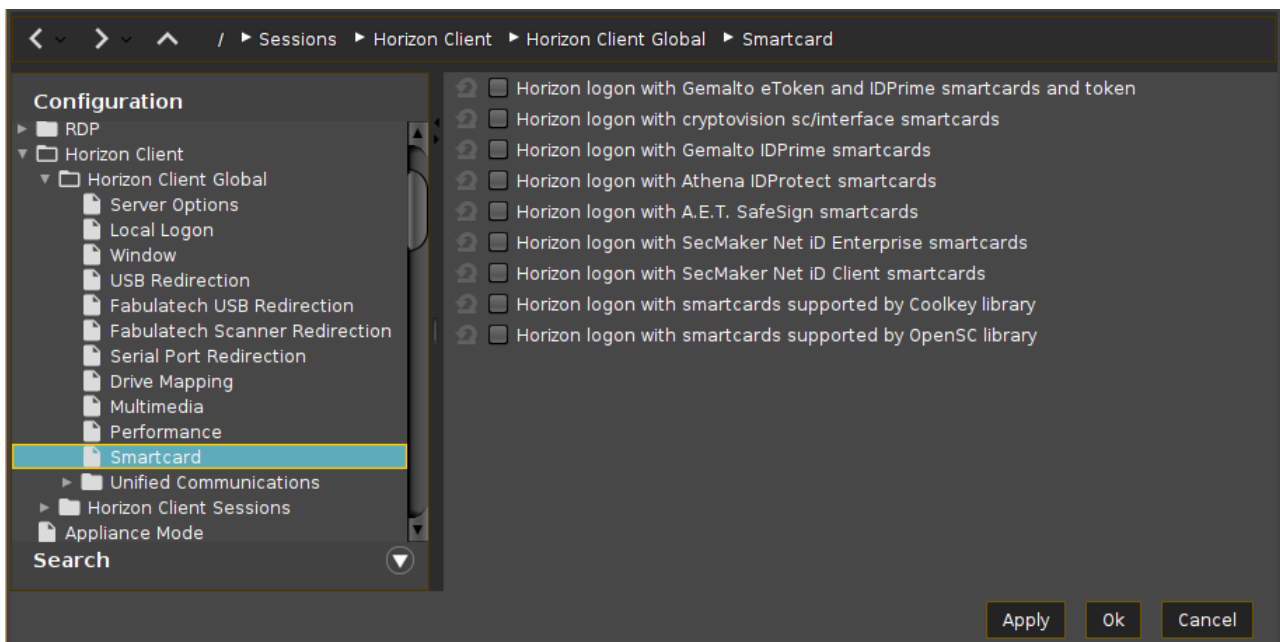 / Sessions Horizon Client Horizon Client Global Smartcard
Configuration
RDP
Horizon Client
Horizon Client Global
Server Options
Local Logon
Window
USB Redirection
Fabulatech USB Redirection
Fabulatech Scanner Redirection
Serial Port Redirection
Drive Mapping
Multimedia
Performance
Smartcard
Unified Communications
Horizon Client Sessions
Appliance Mode
Search
Horizon logon with Gemalto eToken and IDPrime smartcards and token
Horizon logon with cryptovision sc/interface smartcards
Horizon logon with Gemalto IDPrime smartcards
Horizon logon with Athena IDProtect smartcards
Horizon logon with A.E.T. SafeSign smartcards
Horizon logon with SecMaker Net iD Enterprise smartcards
Horizon logon with SecMaker Net iD Client smartcards
Horizon logon with smartcards supported by Coolkey library
Horizon logon with smartcards supported by OpenSC library
Apply Ok Cancel